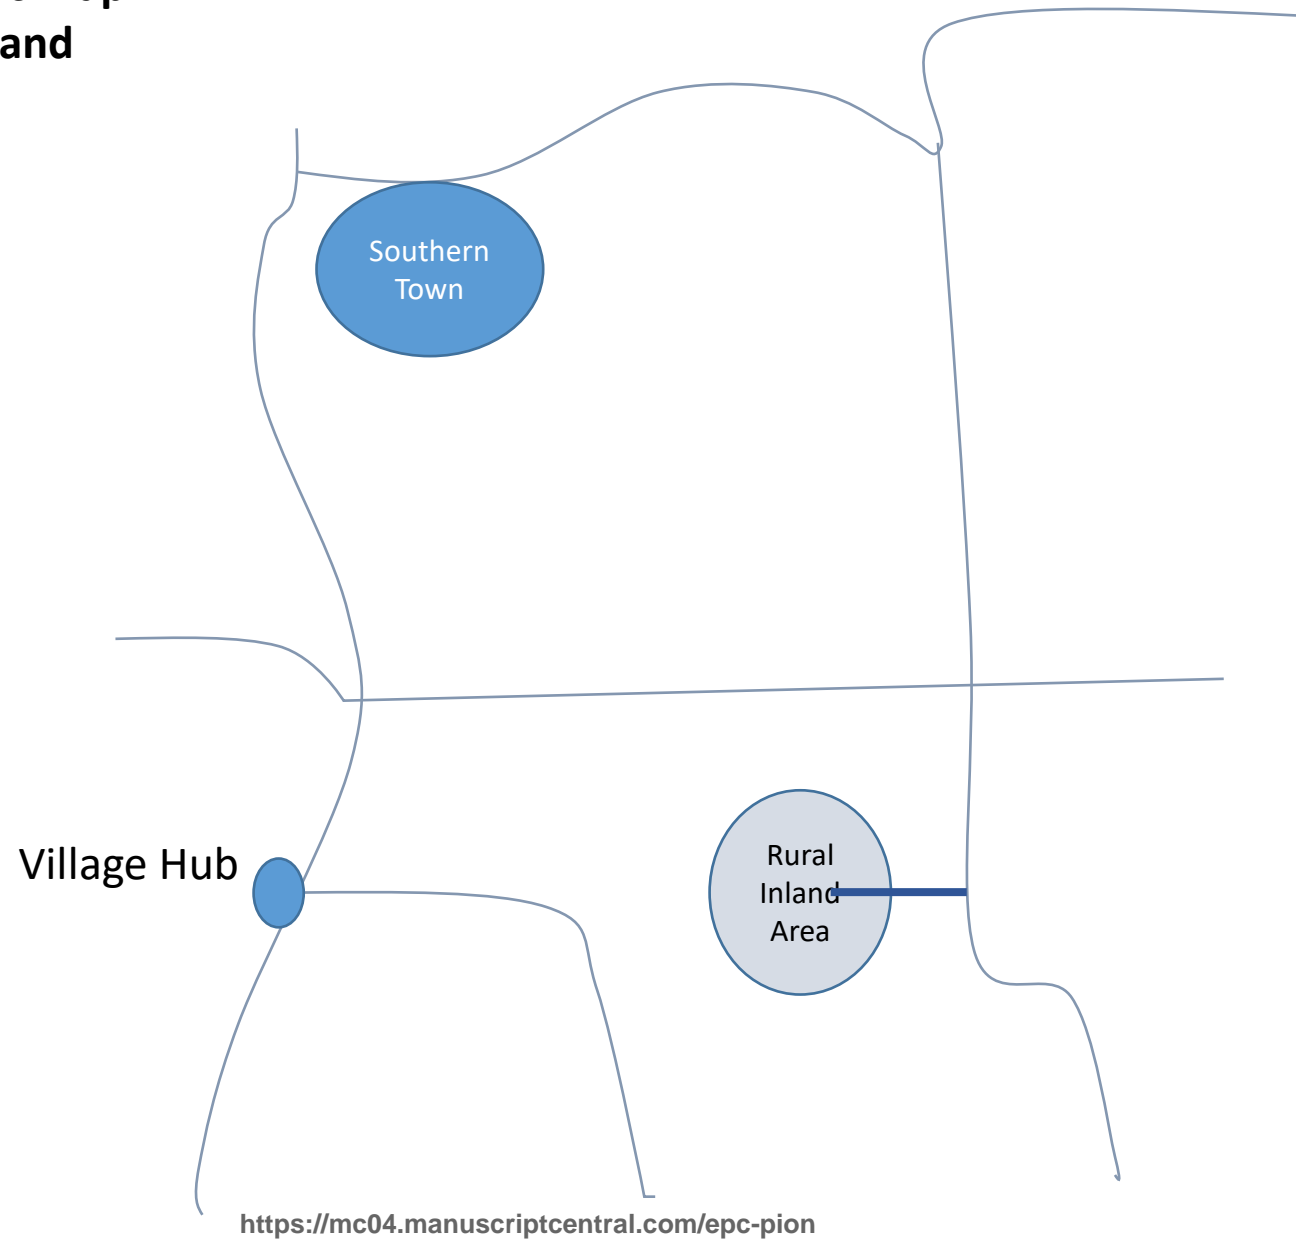 and
Southern
Town
Village Hub
Rural
Inland
Area
https://mc04.manuscriptcentral.com/epc-pion